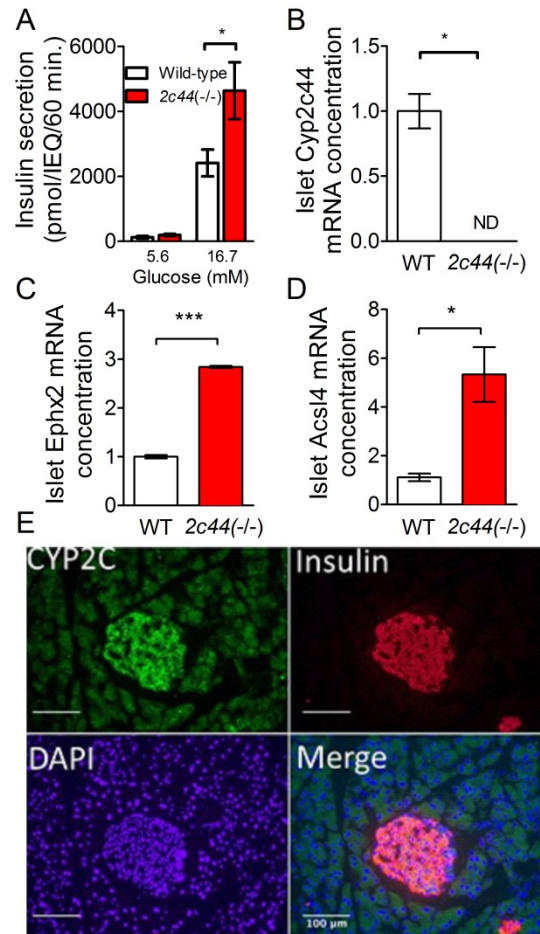 A
Insulin secretion
(pmol/IEQ/60 min.)
6000
4000
2000
0
Wild-type
2c44(-/-)
*
5.6
16.7
Glucose (mM)
B
Islet Cyp2c44
mRNA concentration
1.5
1.0
0.5
0.0
*
ND
WT
2c44(-/-)
C
Islet Ephx2 mRNA
concentration
4
3
2
1
0
***
WT
2c44(-/-)
D
Islet Acsl4 mRNA
concentration
8
6
4
2
0
*
WT
2c44(-/-)
E
CYP2C
Insulin
DAPI
Merge
100 µm